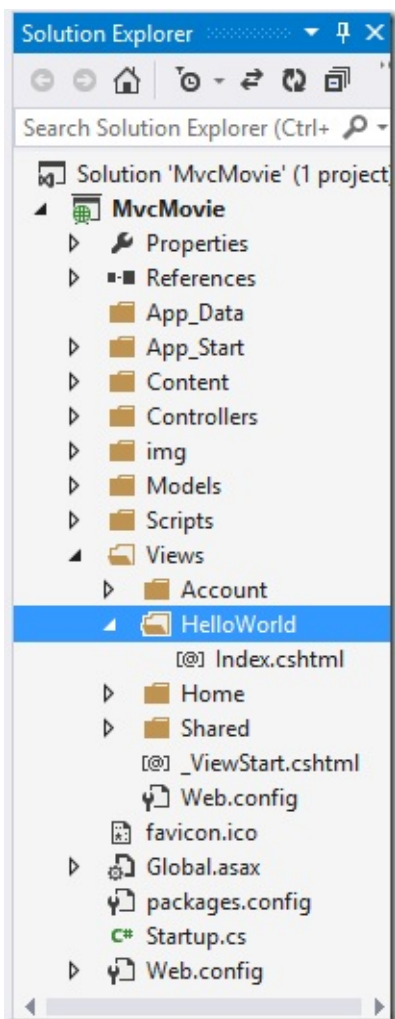 Solution Explorer
Search Solution Explorer (Ctrl+
Solution 'MvcMovie' (1 project
MvcMovie
Properties
References
App_Data
App_Start
Content
Controllers
img
Models
Scripts
Views
Account
HelloWorld
[@] Index.cshtml
Home
Shared
[@] _ViewStart.cshtml
Web.config
favicon.ico
Global.asax
packages.config
C# Startup.cs
Web.config